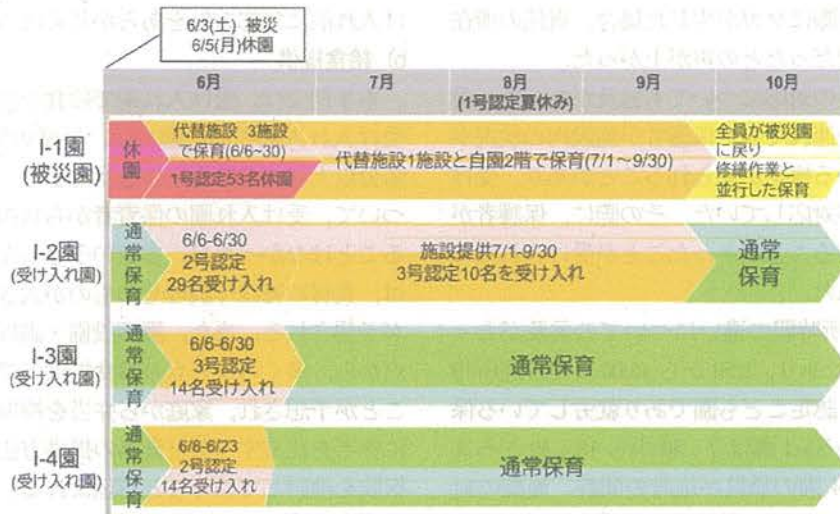 6/3(土) 被災
6/5(月)休園
6月
7月
8月
(1号認定夏休み)
9月
10月
I-1園
(被災園)
休園
代替施設 3施設
で保育(6/6~30)
1号認定53名休園
代替施設1施設と自園2階で保育(7/1~9/30)
全員が被災園
に戻り
修繕作業と
並行した保育
I-2園
(受け入れ園)
通常保育
6/6-6/30
2号認定
29名受け入れ
施設提供7/1-9/30
3号認定10名を受け入れ
通常
保育
I-3園
(受け入れ園)
通常保育
6/6-6/30
3号認定
14名受け入れ
通常保育
I-4園
(受け入れ園)
通常保育
6/8-6/23
2号認定
14名受け入れ
通常保育